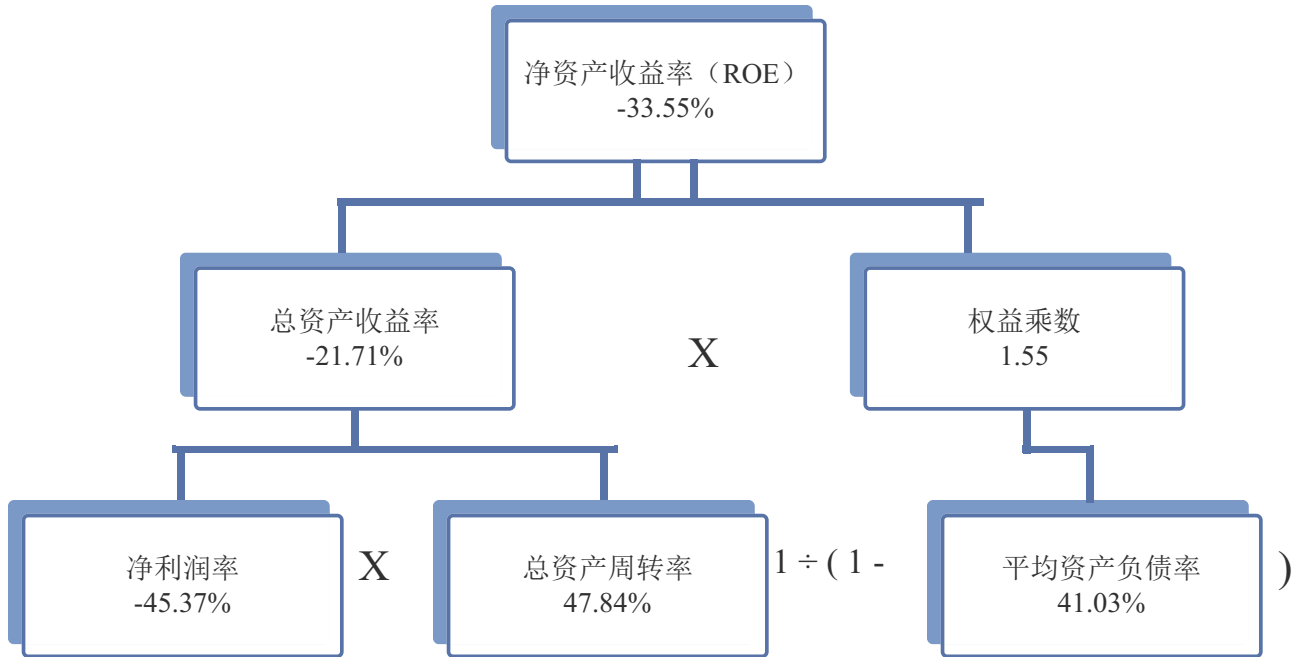 净资产收益率（ROE）
-33.55%
总资产收益率
-21.71%
X
权益乘数
1.55
净利润率
-45.37%
X
总资产周转率
47.84%
1 ÷ ( 1 -
平均资产负债率
41.03%
)